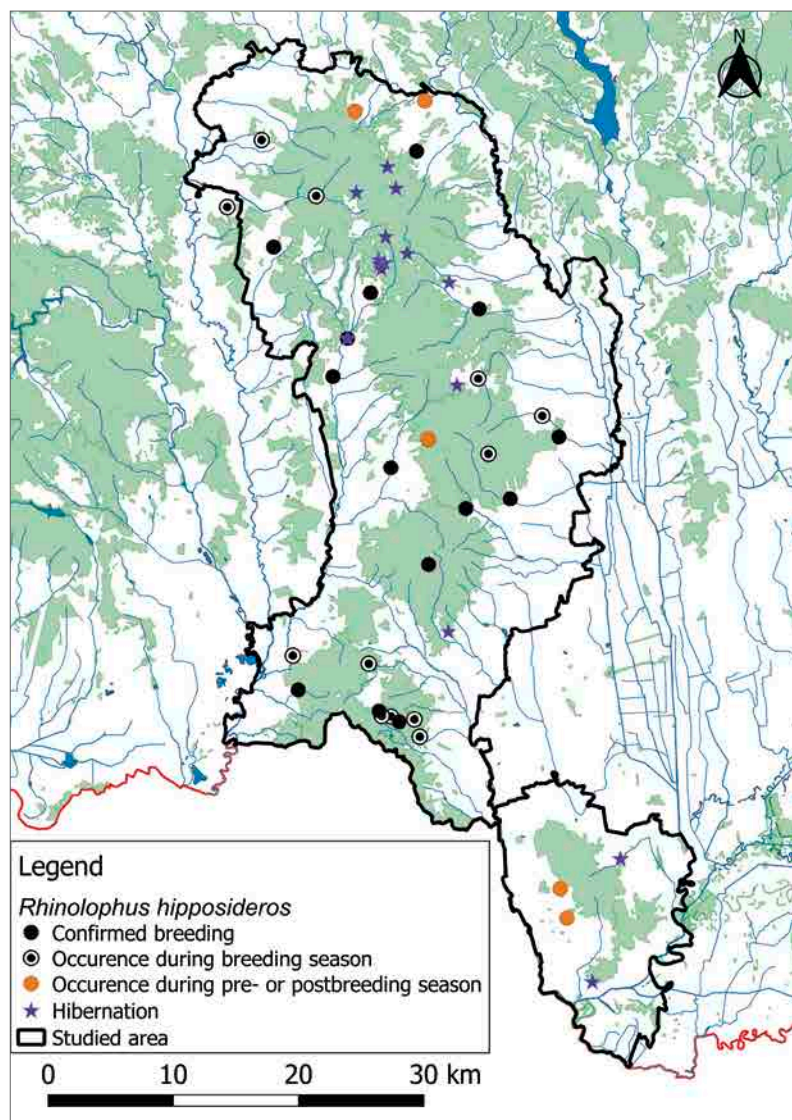 N
Legend
Rhinolophus hipposideros
Confirmed breeding
Occurence during breeding season
Occurence during pre- or postbreeding season
Hibernation
Studied area
0 10 20 30 km